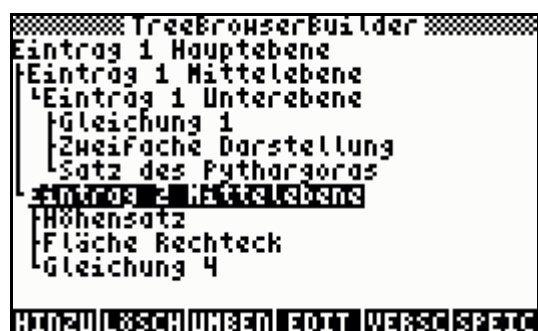 TreeBrowserBuilder
Eintrag 1 Hauptebene
Eintrag 1 Mittelebene
Eintrag 1 Unterebene
Gleichung 1
Zweifache Darstellung
Satz des Pythargoras
Eintrag 2 Mittelebene
Höhensatz
Fläche Rechteck
Gleichung 4
HINZU LÖSCH UMBEN EDIT VERSC SPEIC